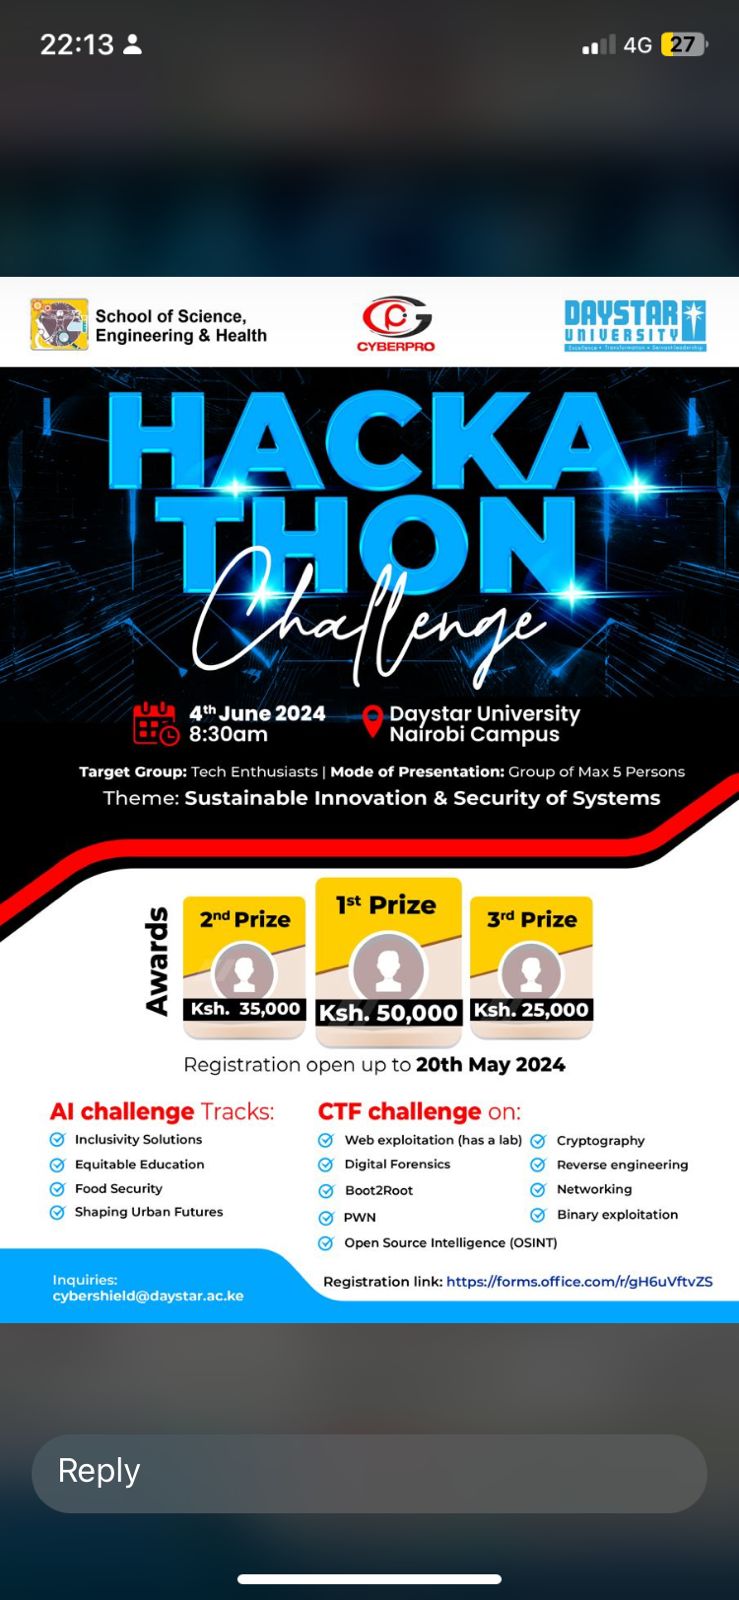 22:13
4G 27
School of Science,
Engineering & Health
CYBERPRO
DAYSTAR
UNIVERSITY
Excellence • Transformation • Servant leadership
HACKA
THON
Challenge
4th June 2024
8:30am
Daystar University
Nairobi Campus
Target Group: Tech Enthusiasts | Mode of Presentation: Group of Max 5 Persons
Theme: Sustainable Innovation & Security of Systems
Awards
2nd Prize
Ksh. 35,000
1st Prize
Ksh. 50,000
3rd Prize
Ksh. 25,000
Registration open up to 20th May 2024
AI challenge Tracks:
Inclusivity Solutions
Equitable Education
Food Security
Shaping Urban Futures
CTF challenge on:
Web exploitation (has a lab)
Digital Forensics
Boot2Root
PWN
Open Source Intelligence (OSINT)
Cryptography
Reverse engineering
Networking
Binary exploitation
Inquiries:
cybershield@daystar.ac.ke
Registration link: https://forms.office.com/r/gH6uVftvZS
Reply